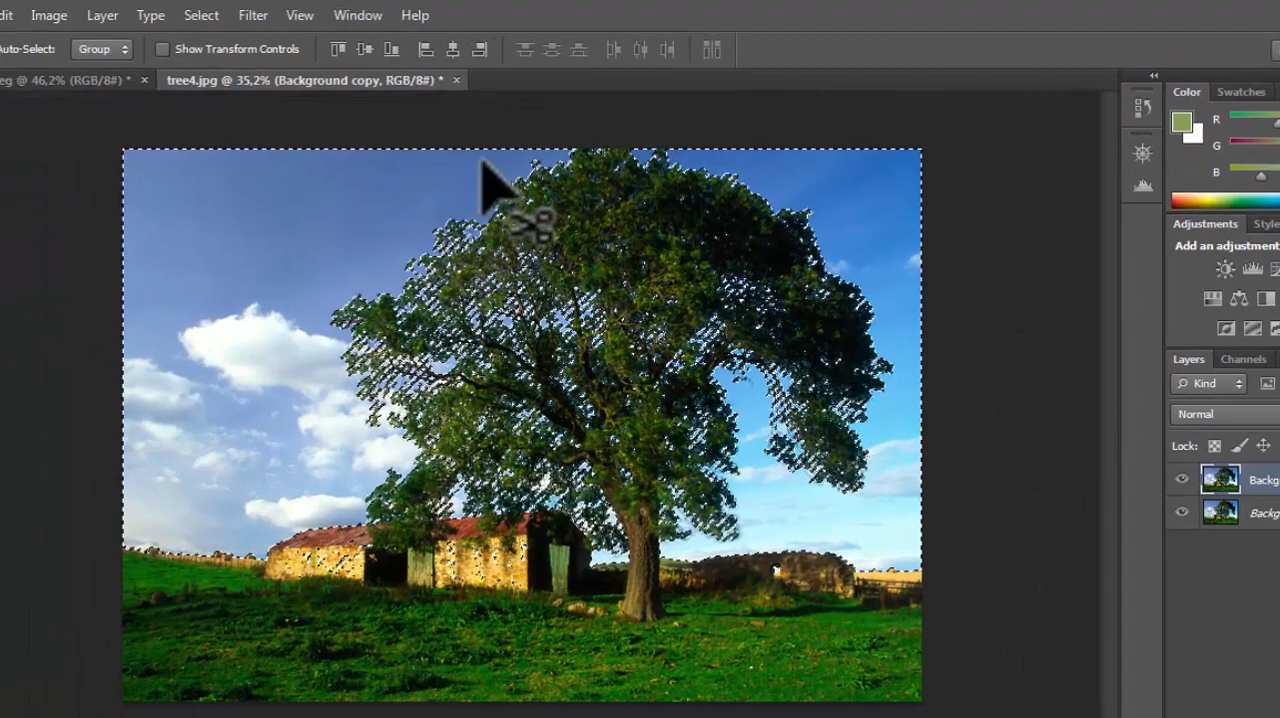 dit Image Layer Type Select Filter View Window Help
Auto-Select: Group Show Transform Controls
eg @ 46,2% (RGB/8#) * × tree4.jpg @ 35,2% (Background copy, RGB/8#) * ×
Color Swatches
R
G
B
Adjustments Style
Add an adjustment
Layers Channels
Kind
Normal
Lock:
Backg
Backg